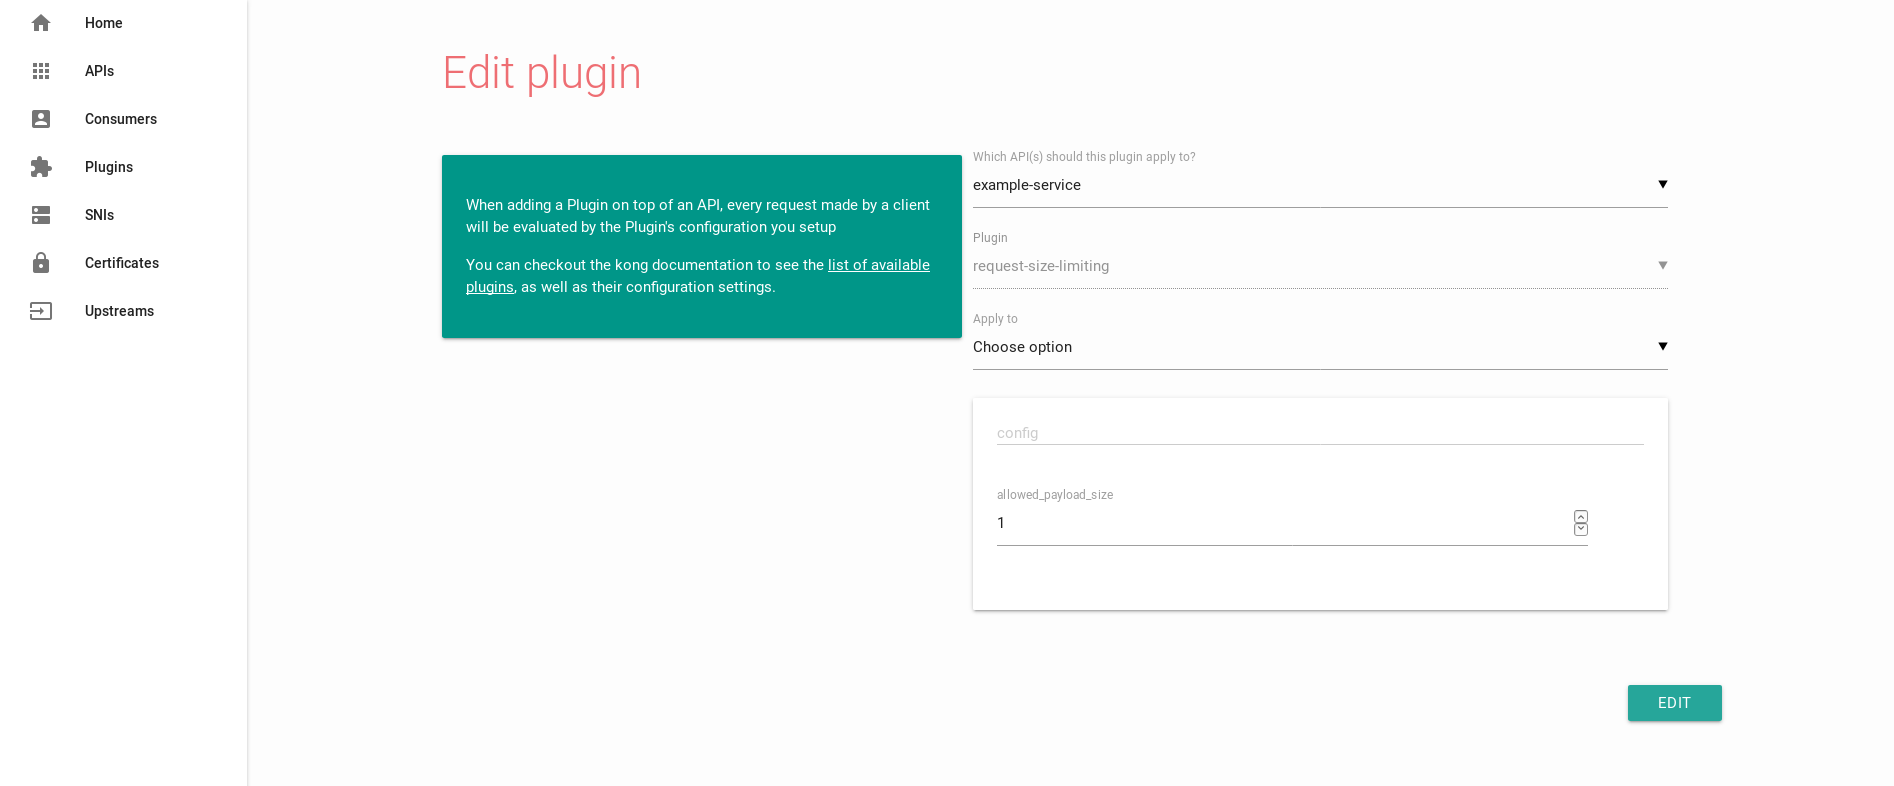 Home
APIs
Consumers
Plugins
SNIs
Certificates
Upstreams
Edit plugin
When adding a Plugin on top of an API, every request made by a client
will be evaluated by the Plugin's configuration you setup
You can checkout the kong documentation to see the list of available
plugins, as well as their configuration settings.
Which API(s) should this plugin apply to?
example-service
Plugin
request-size-limiting
Apply to
Choose option
config
allowed_payload_size
1
EDIT